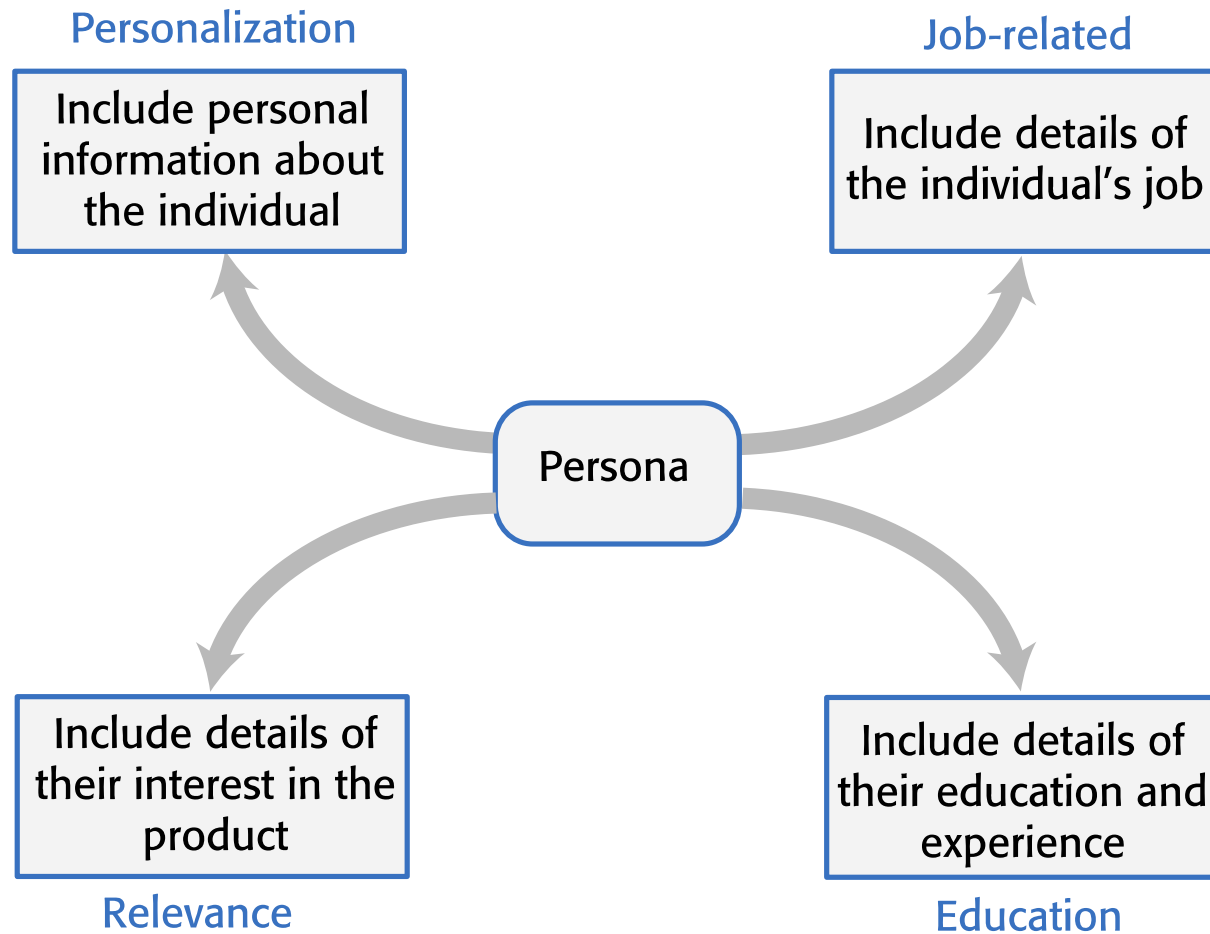 Personalization
Include personal
information about
the individual
Job-related
Include details of
the individual's job
Persona
Include details of
their interest in the
product
Relevance
Include details of
their education and
experience
Education